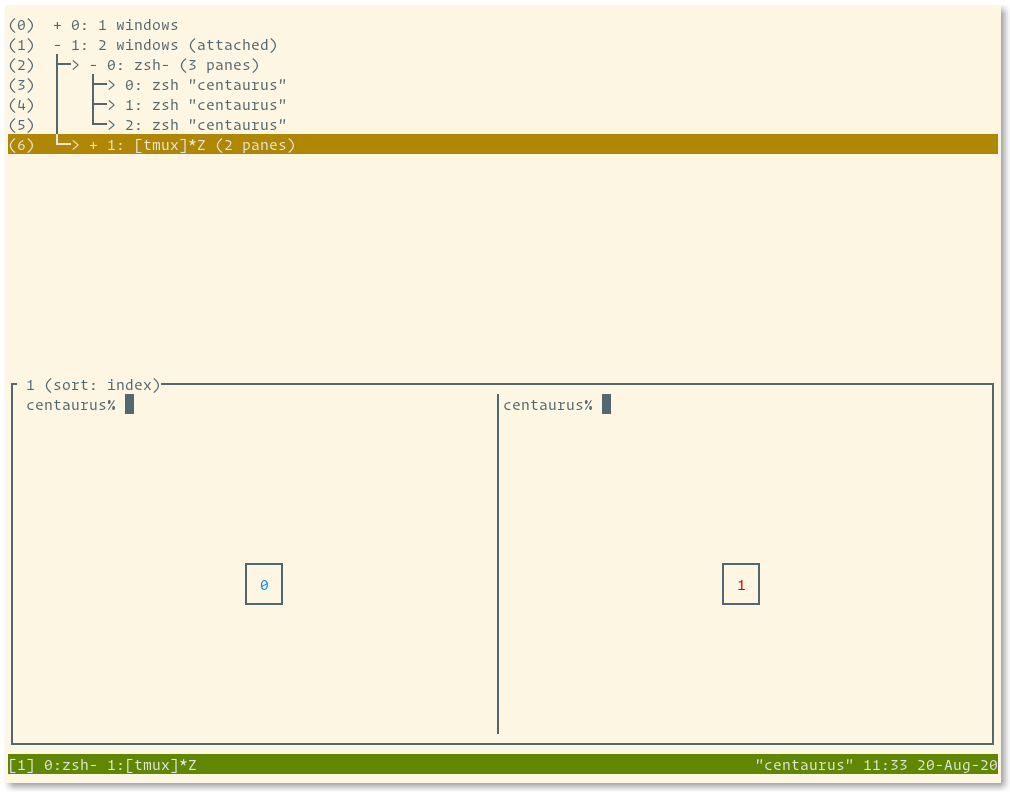 (0)  + 0: 1 windows
(1)  - 1: 2 windows (attached)
(2)  ├─> - 0: zsh- (3 panes)
(3)  │   ├─> 0: zsh "centaurus"
(4)  │   ├─> 1: zsh "centaurus"
(5)  │   └─> 2: zsh "centaurus"
(6)  └─> + 1: [tmux]*Z (2 panes)
1 (sort: index)
centaurus% centaurus%
0 1
[1] 0:zsh- 1:[tmux]*Z "centaurus" 11:33 20-Aug-20